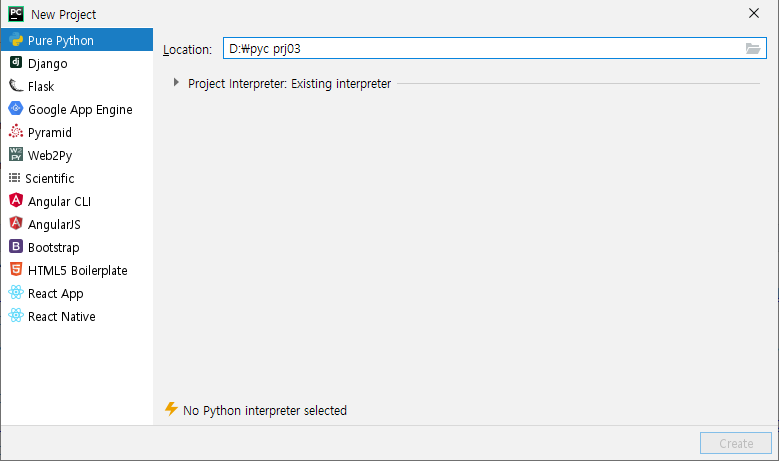 New Project
Pure Python
Django
Flask
Google App Engine
Pyramid
Web2Py
Scientific
Angular CLI
AngularJS
Bootstrap
HTML5 Boilerplate
React App
React Native
Location: D:₩pyc prj03
Project Interpreter: Existing interpreter
No Python interpreter selected
Create